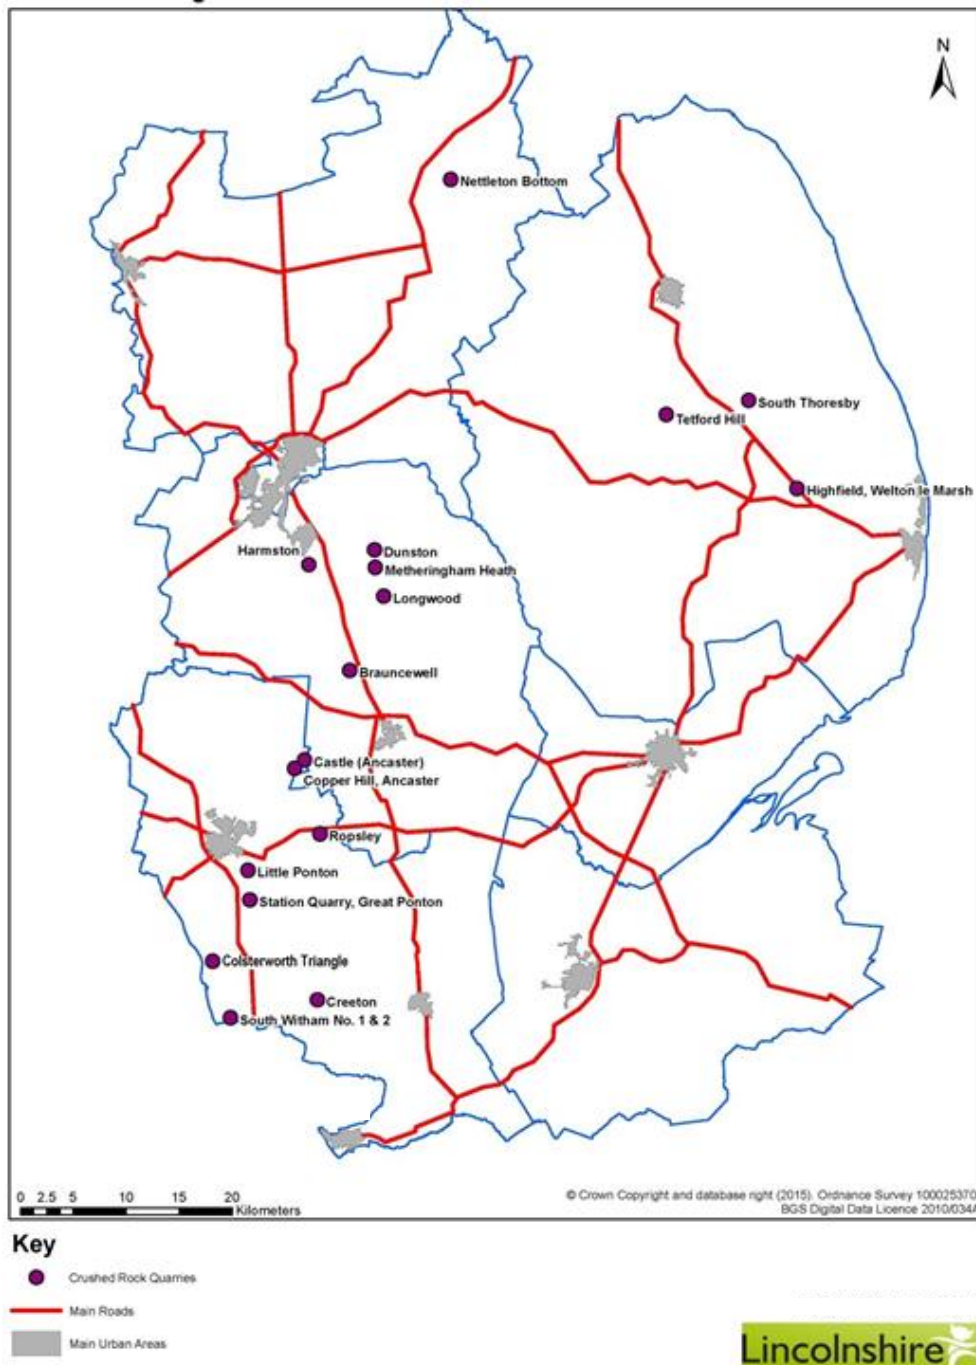 N
Nettleton Bottom
South Thoresby
Tetford Hill
Highfield, Welton le Marsh
Harmston
Dunston
Metheringham Heath
Longwood
Brauncewell
Castle (Ancaster)
Copper Hill, Ancaster
Ropsley
Little Ponton
Station Quarry, Great Ponton
Colsterworth Triangle
Creeton
South Witham No. 1 & 2
0 2.5 5 10 15 20
Kilometers
© Crown Copyright and database right (2015). Ordnance Survey 100025370
BGS Digital Data Licence 2010/034A
Key
Crushed Rock Quarries
Main Roads
Main Urban Areas
Lincolnshire